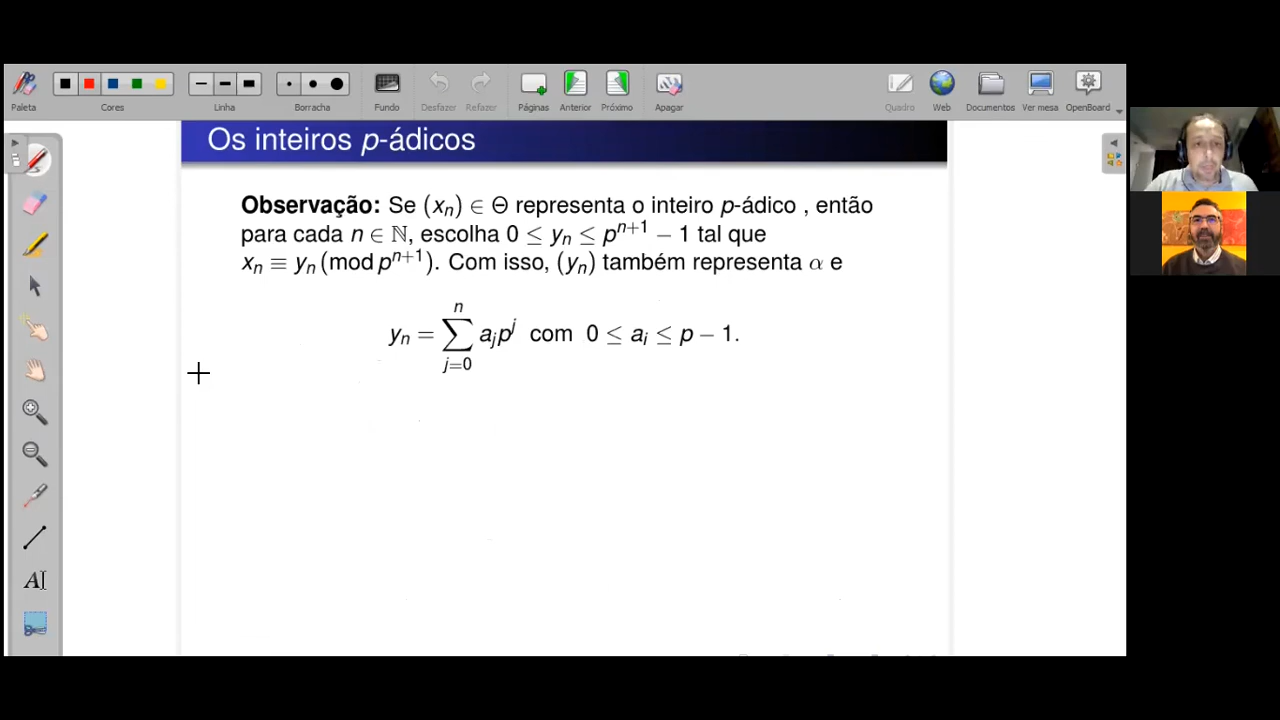 Paleta
Cores
Linha
Borracha
Fundo
Desfazer
Refazer
Páginas
Anterior
Próximo
Apagar
Quadro
Web
Documentos
Ver mesa
OpenBoard
Os inteiros p-ádicos
Observação: Se (xₙ) ∈ Θ representa o inteiro p-ádico , então
para cada n ∈ ℕ, escolha 0 ≤ yₙ ≤ pⁿ⁺¹ − 1 tal que
xₙ ≡ yₙ (mod pⁿ⁺¹). Com isso, (yₙ) também representa α e
yₙ = ∑_{j=0}^{n} aⱼpʲ com 0 ≤ aᵢ ≤ p − 1.
A